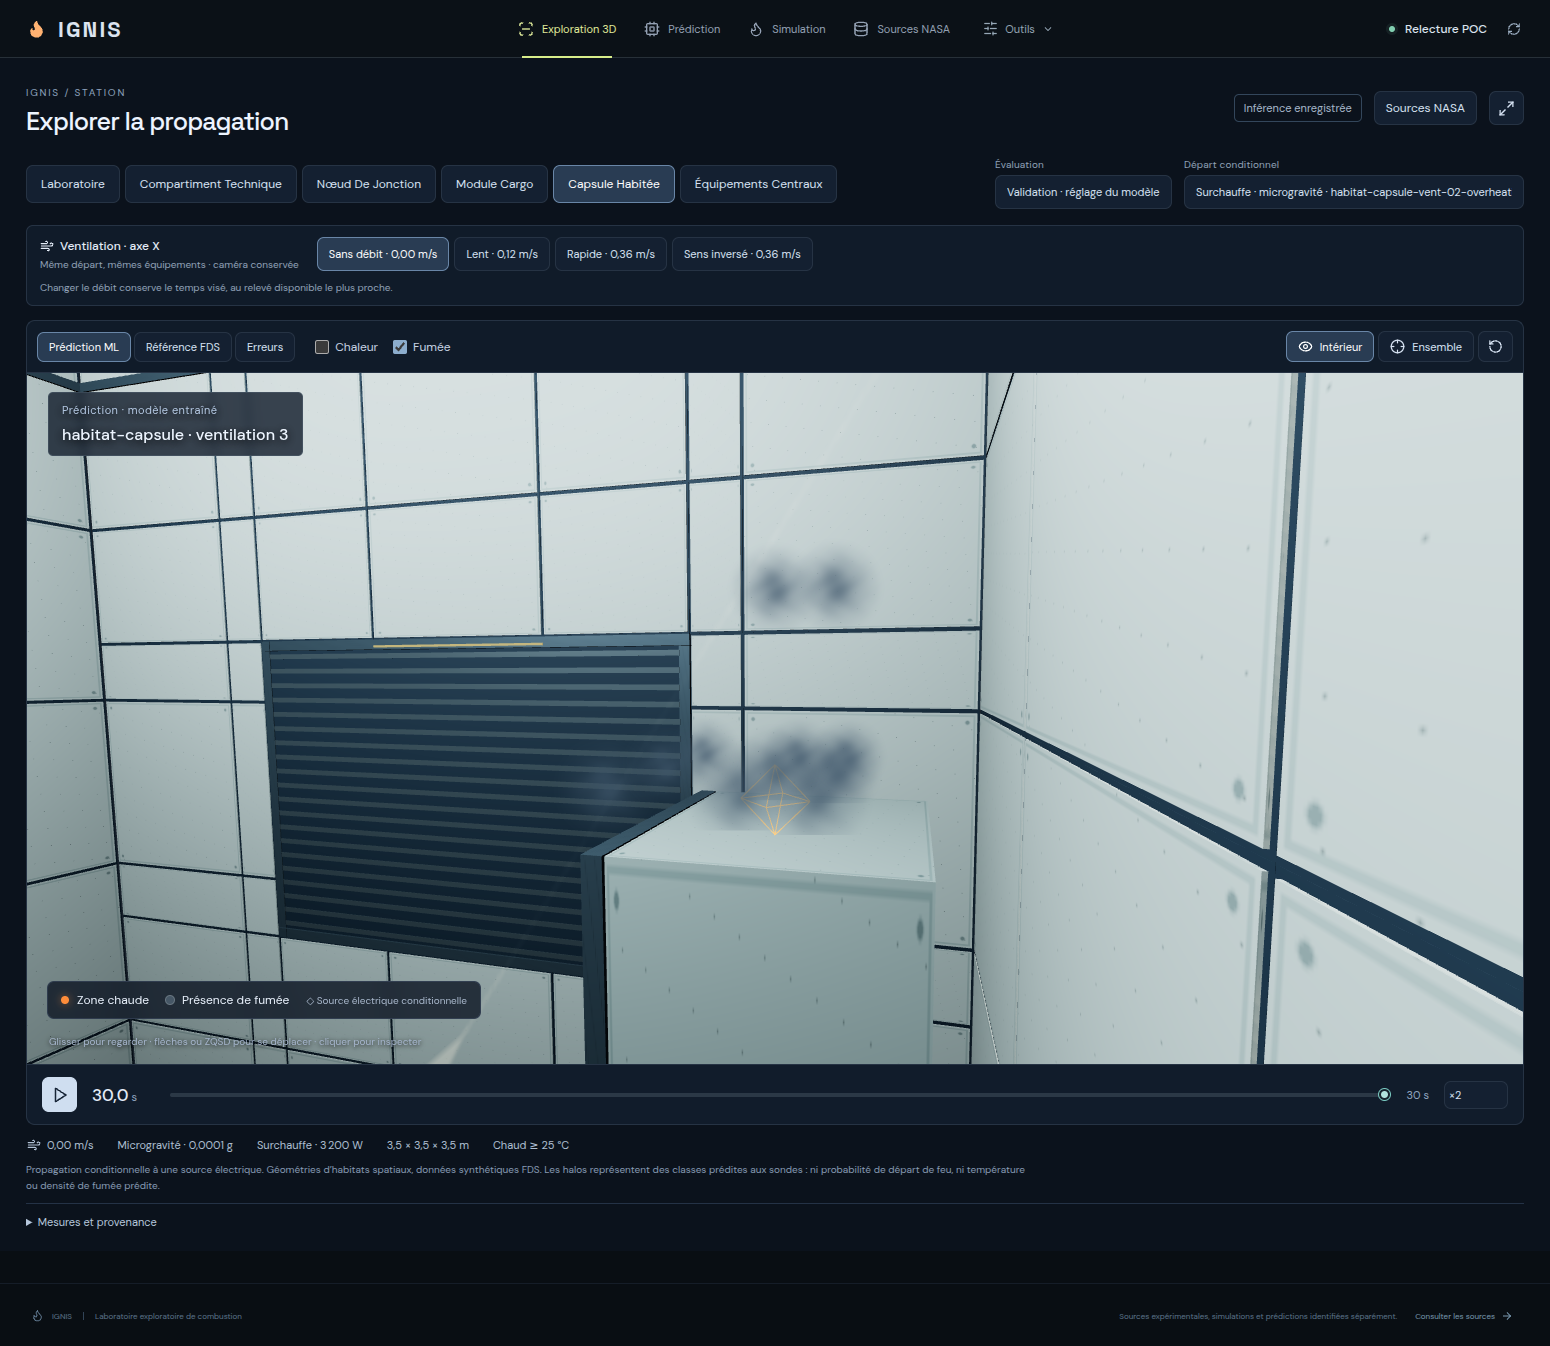 IGNIS
Exploration 3D
Prédiction
Simulation
Sources NASA
Outils
Relecture POC
IGNIS / STATION
Explorer la propagation
Inférence enregistrée
Sources NASA
Laboratoire
Compartiment Technique
Nœud De Jonction
Module Cargo
Capsule Habitée
Équipements Centraux
Évaluation
Validation · réglage du modèle
Départ conditionnel
Surchauffe · microgravité · habitat-capsule-vent-02-overheat
Ventilation · axe X
Même départ, mêmes équipements · caméra conservée
Sans débit · 0,00 m/s
Lent · 0,12 m/s
Rapide · 0,36 m/s
Sens inversé · 0,36 m/s
Changer le débit conserve le temps visé, au relevé disponible le plus proche.
Prédiction ML
Référence FDS
Erreurs
Chaleur
Fumée
Intérieur
Ensemble
Prédiction · modèle entraîné
habitat-capsule · ventilation 3
Zone chaude
Présence de fumée
Source électrique conditionnelle
Glisser pour regarder · flèches ou ZQSD pour se déplacer · cliquer pour inspecter
30,0 s
30 s
×2
0,00 m/s
Microgravité · 0,0001 g
Surchauffe · 3 200 W
3,5 × 3,5 × 3,5 m
Chaud ≥ 25 °C
Propagation conditionnelle à une source électrique. Géométries d'habitats spatiaux, données synthétiques FDS. Les halos représentent des classes prédites aux sondes : ni probabilité de départ de feu, ni température
ou densité de fumée prédite.
Mesures et provenance
IGNIS | Laboratoire exploratoire de combustion
Sources expérimentales, simulations et prédictions identifiées séparément.
Consulter les sources